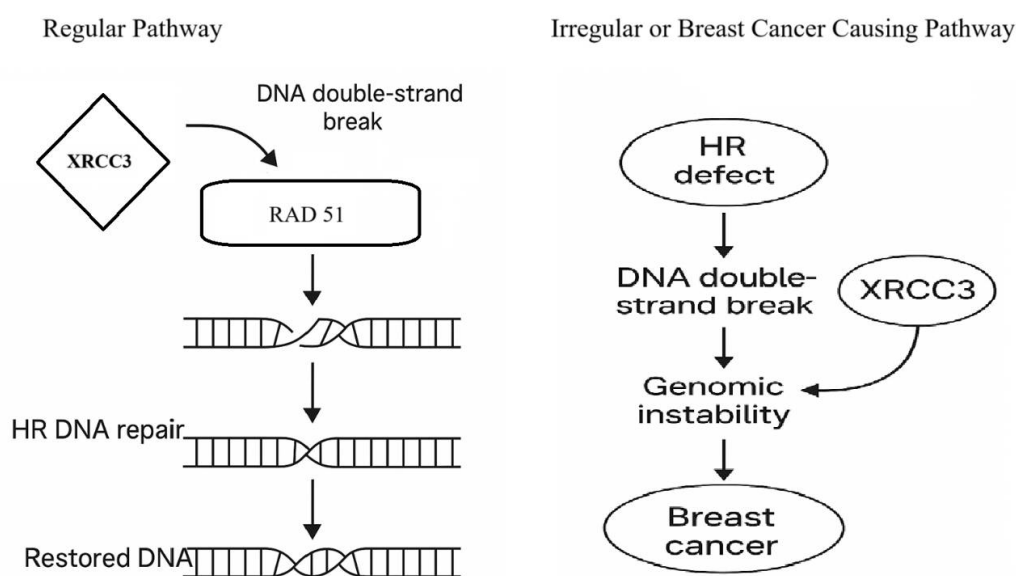 Regular Pathway
Irregular or Breast Cancer Causing Pathway
XRCC3
DNA double-strand
break
RAD 51
HR DNA repair
Restored DNA
HR
defect
DNA double-
strand break
XRCC3
Genomic
instability
Breast
cancer